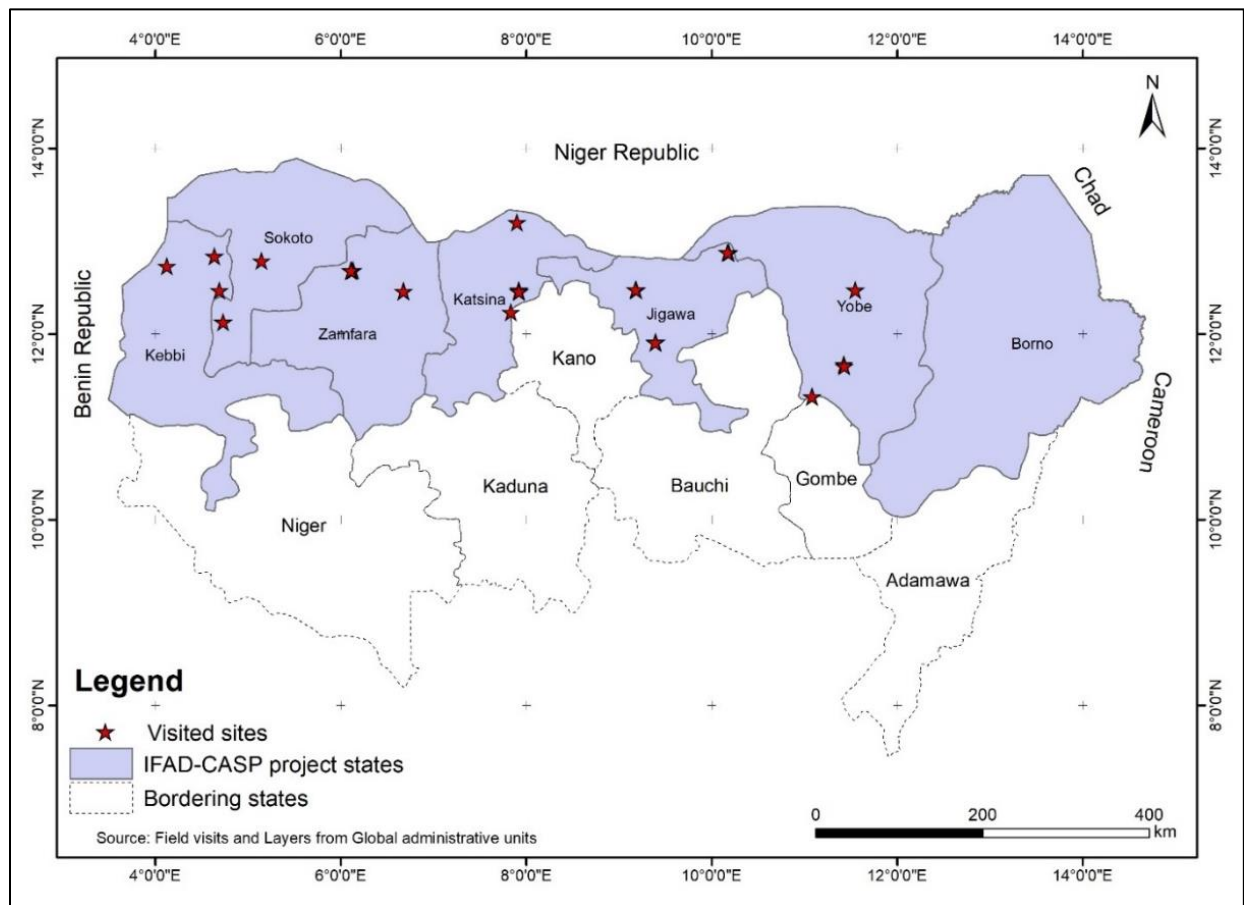 4°0'0"E 6°0'0"E 8°0'0"E 10°0'0"E 12°0'0"E 14°0'0"E
N
14°0'0"N
14°0'0"N
Niger Republic
Chad
Sokoto
12°0'0"N
12°0'0"N
Benin Republic
Kebbi
Zamfara
Katsina
Jigawa
Yobe
Kano
Borno
Cameroon
Kaduna
Bauchi
Gombe
Niger
10°0'0"N
10°0'0"N
Adamawa
8°0'0"N
8°0'0"N
Legend
Visited sites
IFAD-CASP project states
Bordering states
Source: Field visits and Layers from Global administrative units
0 200 400
km
4°0'0"E 6°0'0"E 8°0'0"E 10°0'0"E 12°0'0"E 14°0'0"E